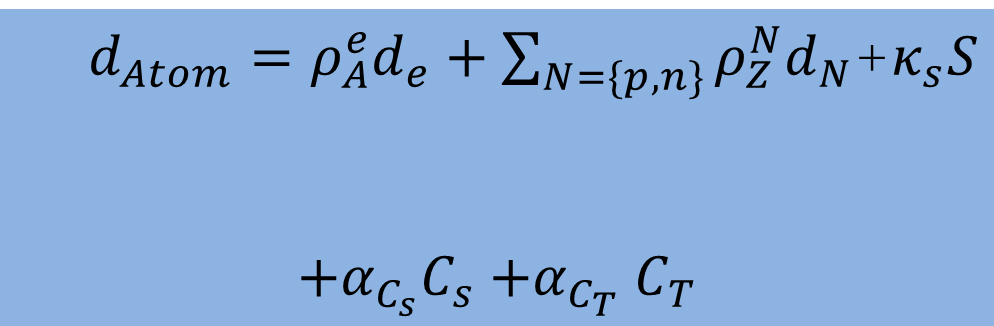 d_{Atom} = ρ_A^e d_e + ∑_{N={p,n}} ρ_Z^N d_N + κ_s S
+α_{C_s} C_s +α_{C_T} C_T